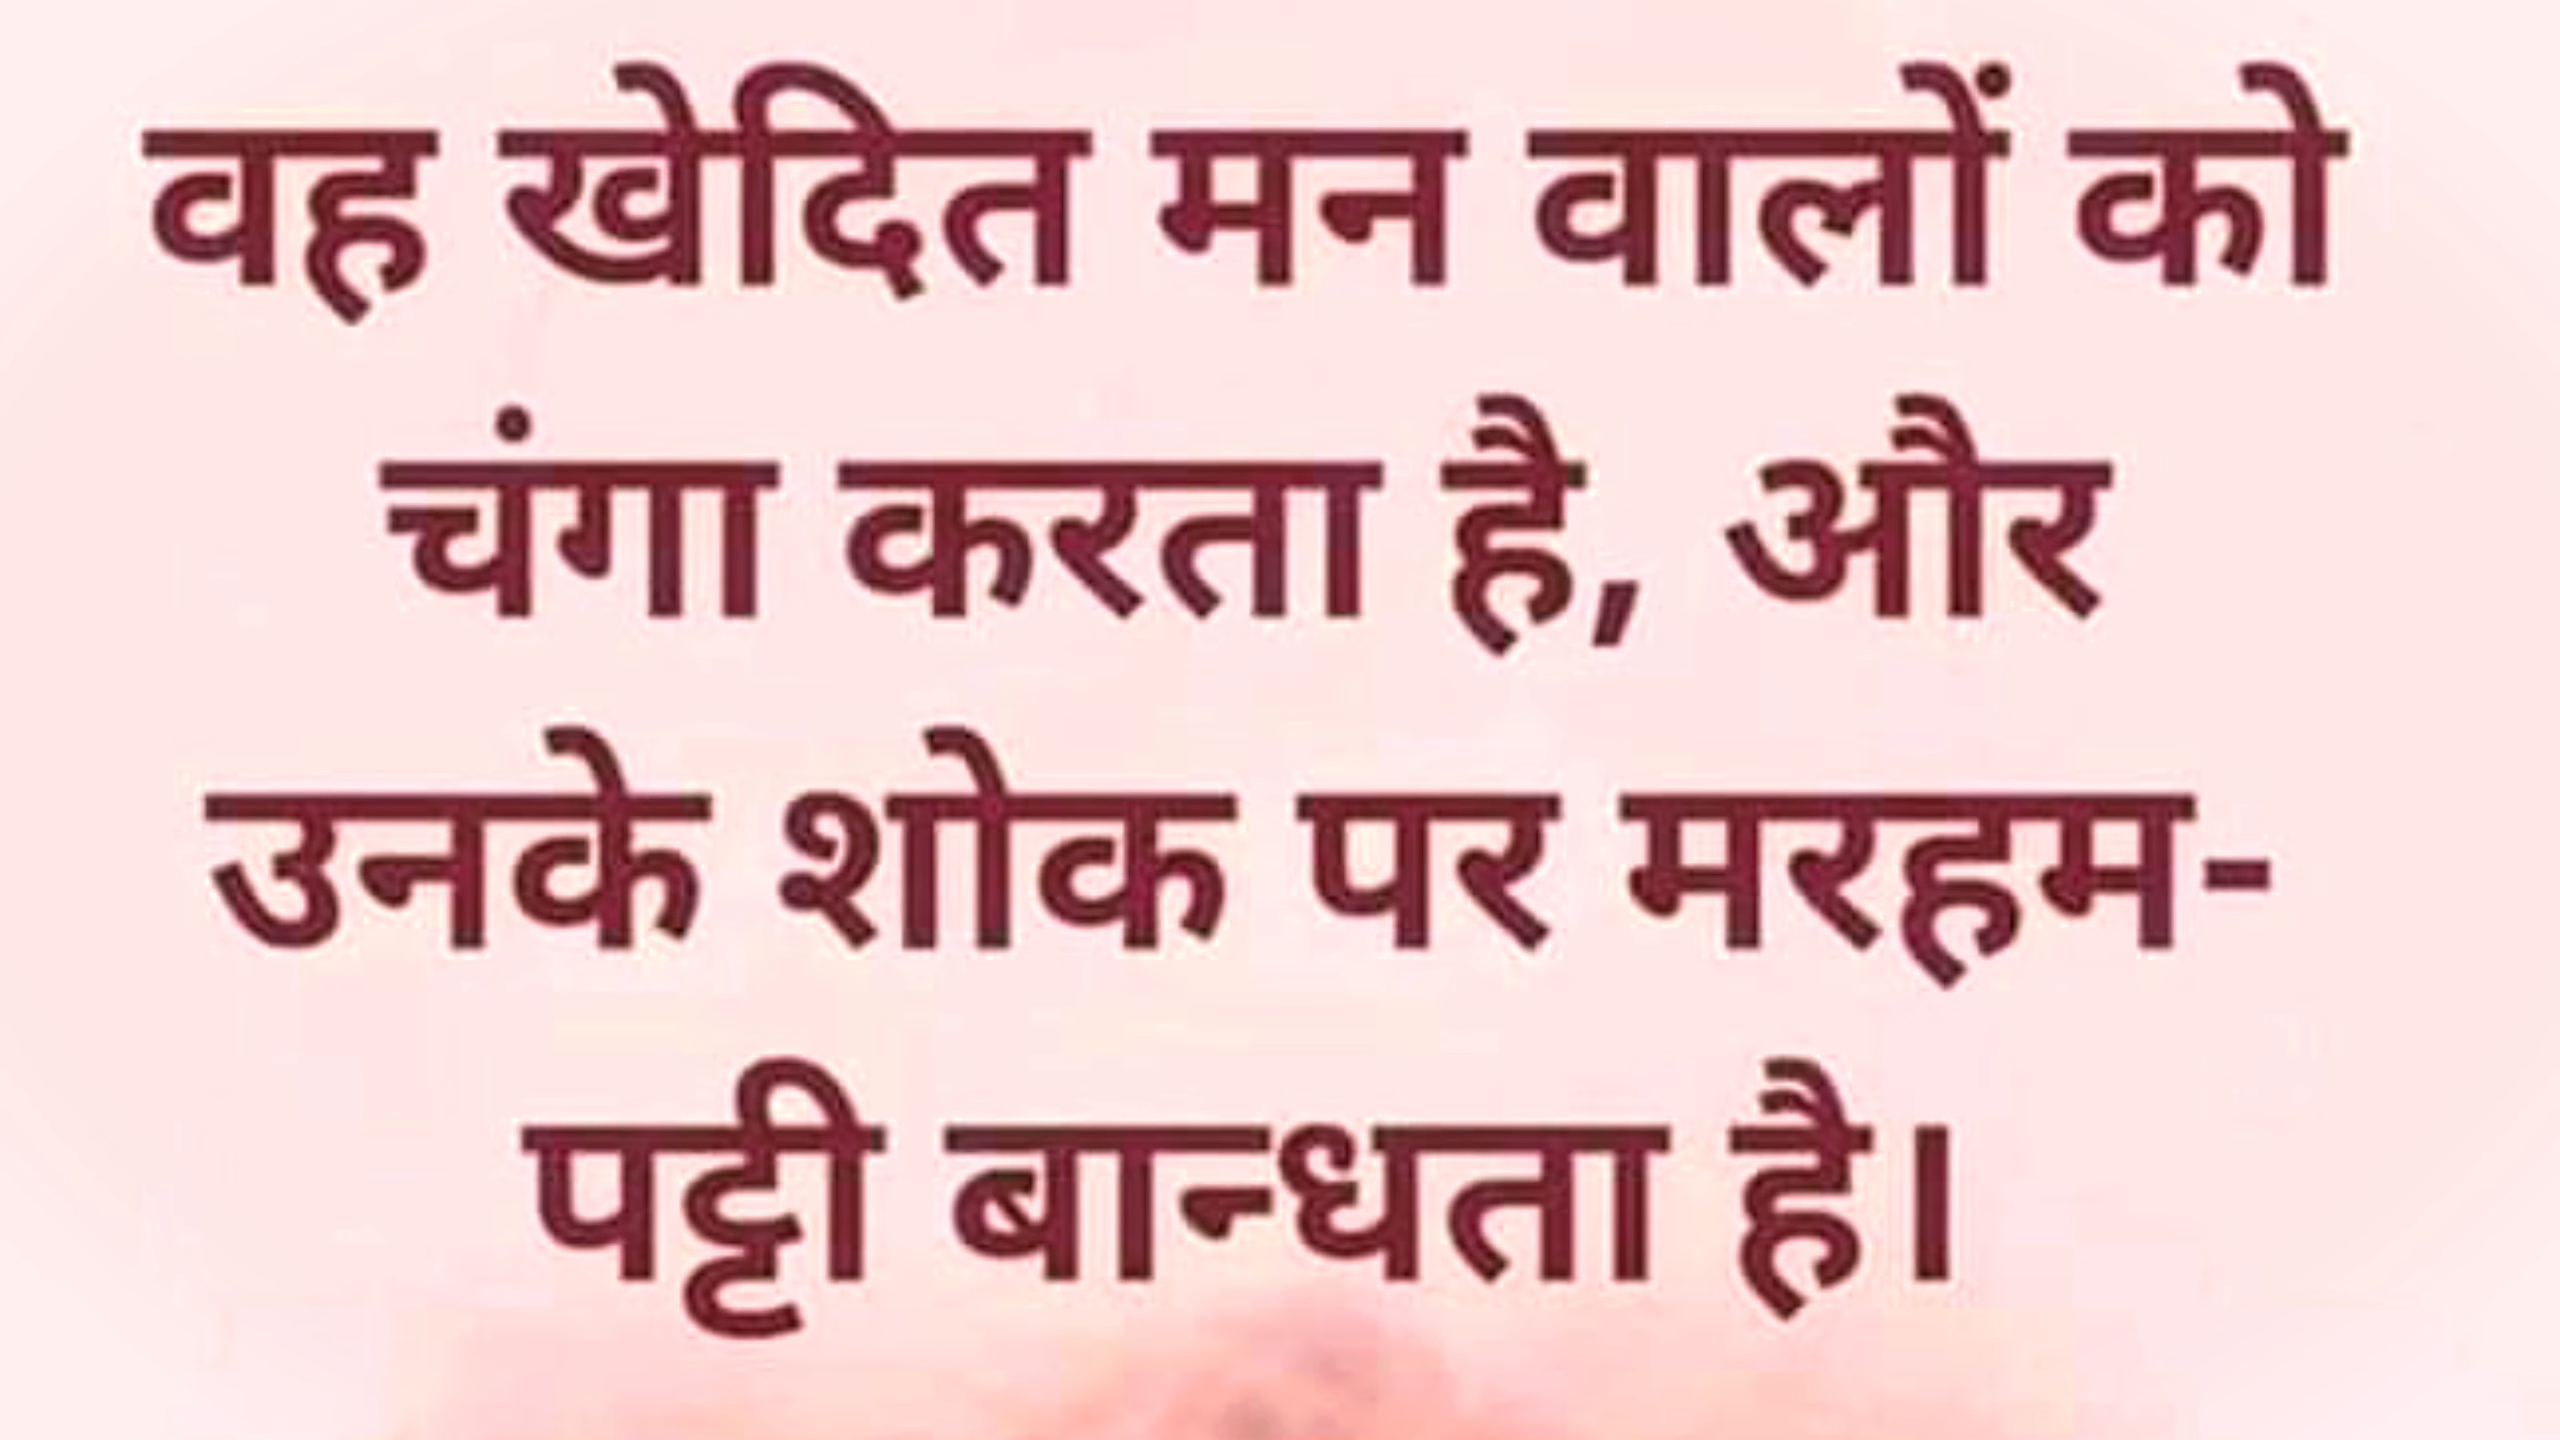 वह खेदित मन वालों को
चंगा करता है, और
उनके शोक पर मरहम-
पट्टी बान्धता है।